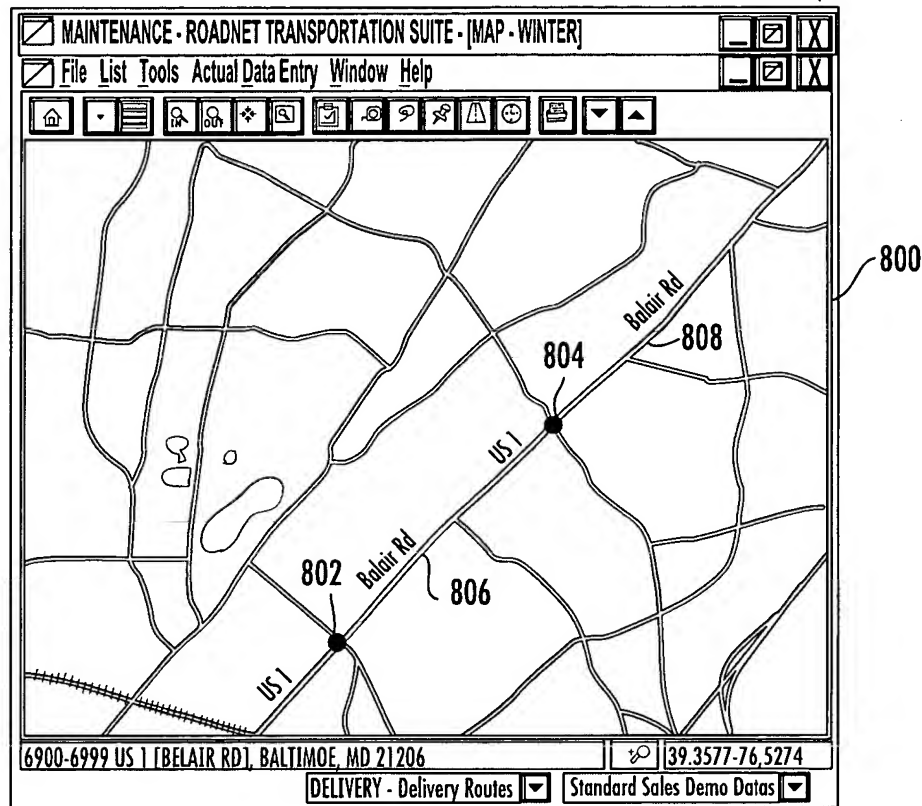 MAINTENANCE - ROADNET TRANSPORTATION SUITE - [MAP - WINTER]
File List Tools Actual Data Entry Window Help
IN OUT
800
Balair Rd
808
804
US 1
Balair Rd
806
802
US 1
6900-6999 US 1 [BELAIR RD], BALTIMOE, MD 21206
39.3577-76,5274
DELIVERY - Delivery Routes
Standard Sales Demo Datas